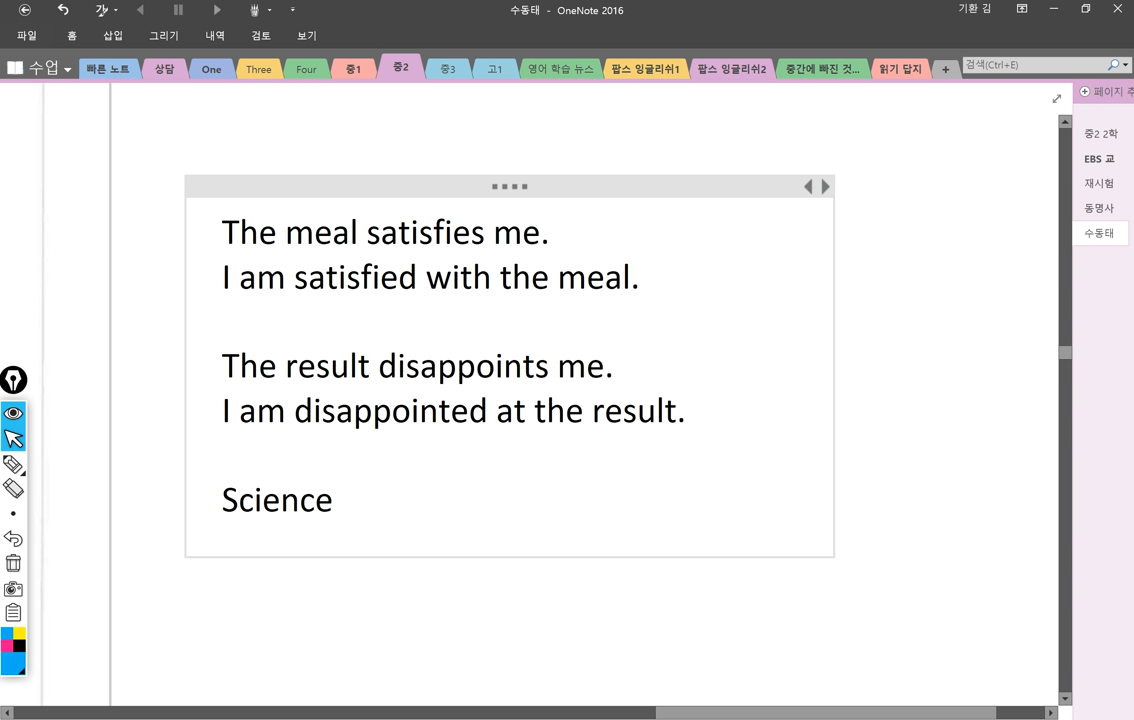 수동태 - OneNote 2016
기환 김
파일 홈 삽입 그리기 내역 검토 보기
수업 빠른 노트 상담 One Three Four 중1 중2 중3 고1 영어 학습 뉴스 팝스 잉글리쉬1 팝스 잉글리쉬2 중간에 빠진 것... 읽기 답지 + 검색(Ctrl+E)
페이지 추
중2 2학
EBS 교
재시험
동명사
수동태
The meal satisfies me.
I am satisfied with the meal.
The result disappoints me.
I am disappointed at the result.
Science